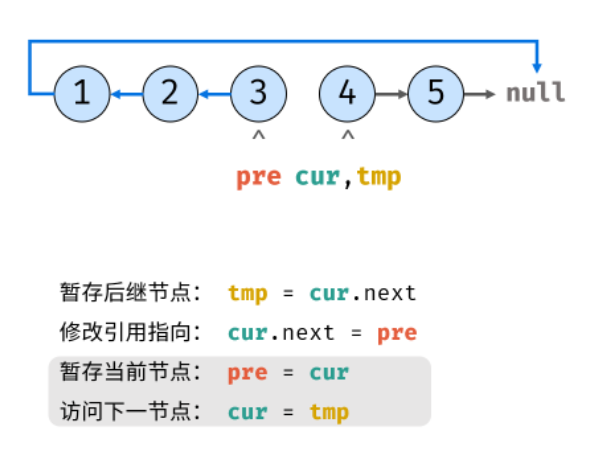 1 2 3 4 5 null
^ ^
pre cur,tmp
暂存后继节点： tmp = cur.next
修改引用指向： cur.next = pre
暂存当前节点： pre = cur
访问下一节点： cur = tmp